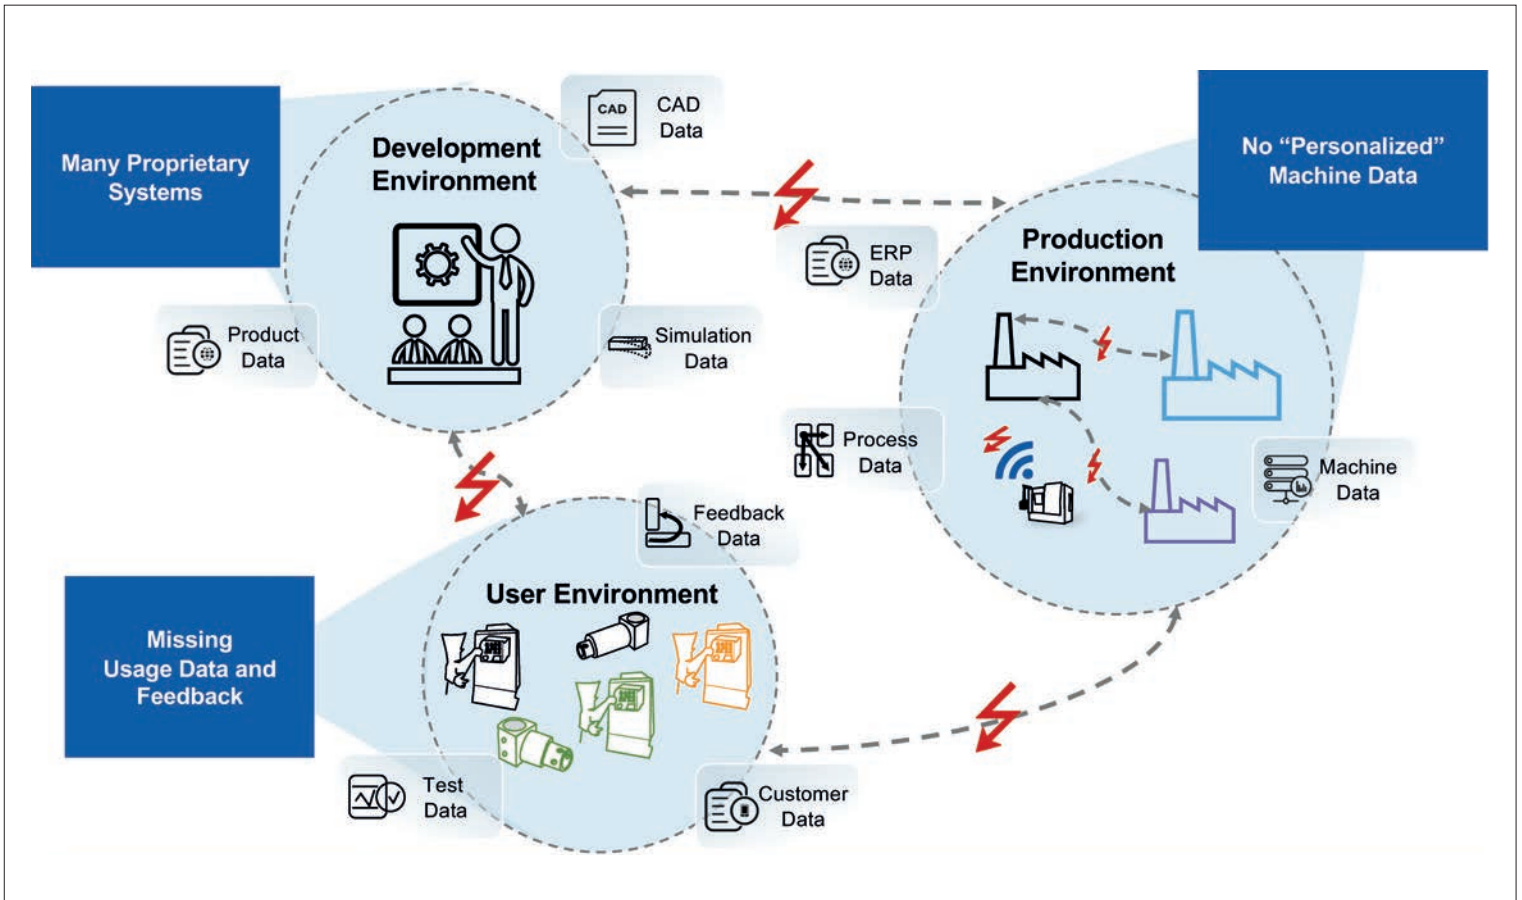 Many Proprietary
Systems
Development
Environment
CAD
CAD
Data
No “Personalized”
Machine Data
Product
Data
Simulation
Data
ERP
Data
Production
Environment
Process
Data
Machine
Data
Feedback
Data
User Environment
Missing
Usage Data and
Feedback
Test
Data
Customer
Data